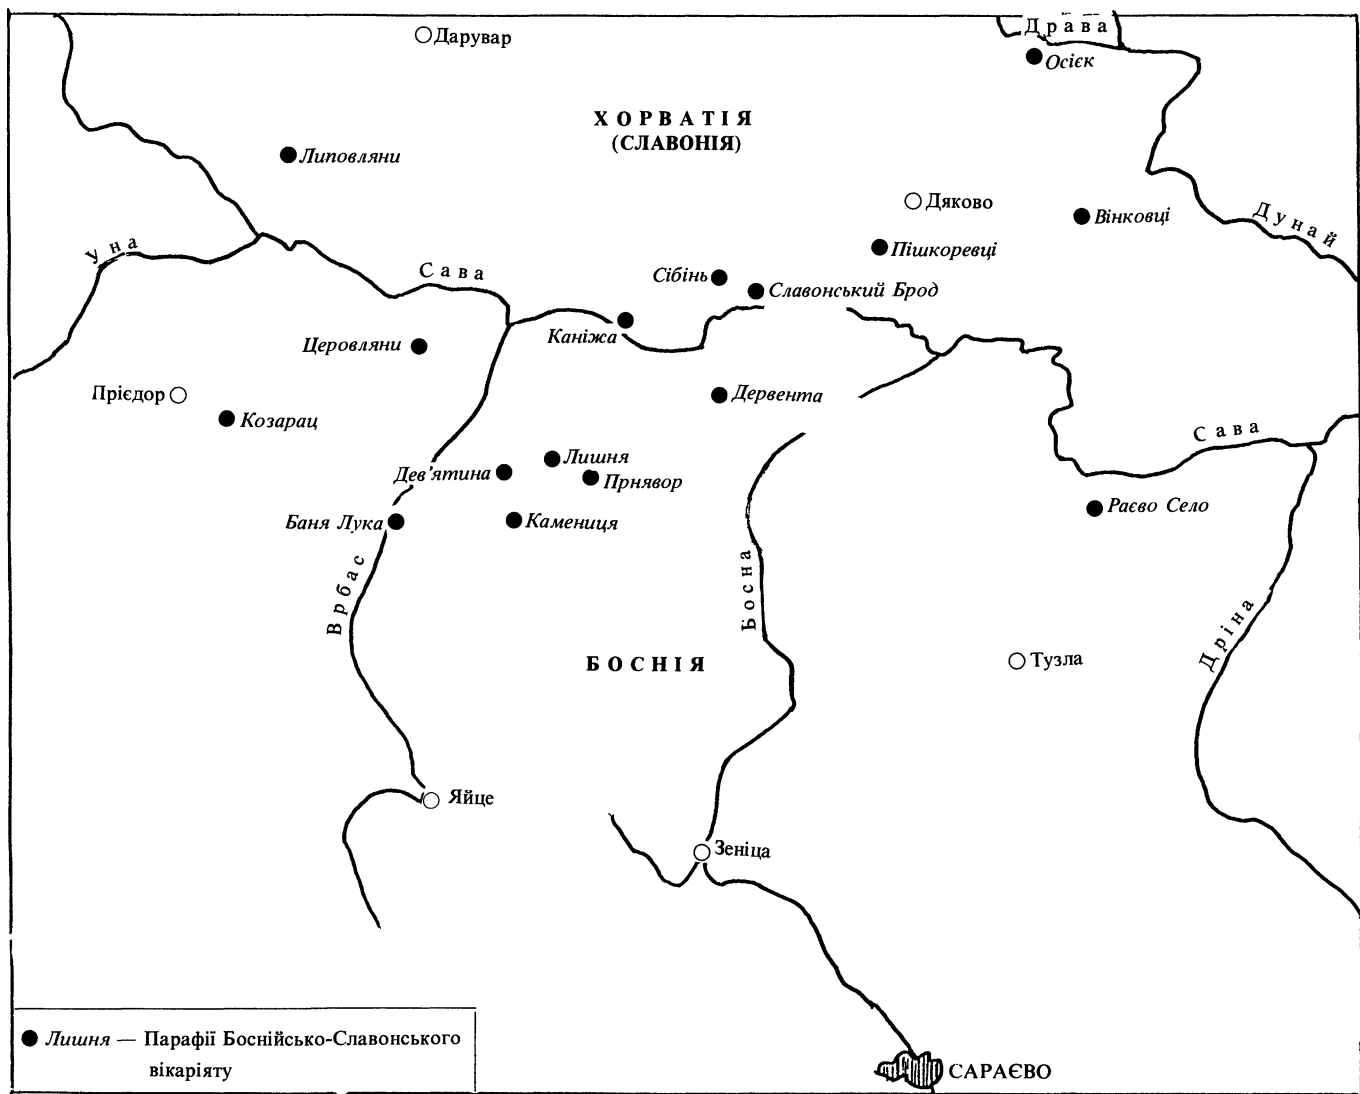 Драва
Дарувар
Осієк
ХОРВАТІЯ
(СЛАВОНІЯ)
Липовляни
Дяково
Вінковці
Дунай
Уна
Пішкоревці
Сава
Сібінь
Славонський Брод
Каніжа
Церовляни
Прієдор
Дервента
Козарац
Сава
Лишня
Дев'ятина
Прнявор
Раєво Село
Баня Лука
Камениця
Врбас
Босна
Дріна
БОСНІЯ
Тузла
Яйце
Зеніца
Лишня — Парафії Боснійсько-Славонського
вікаріяту
САРАЄВО